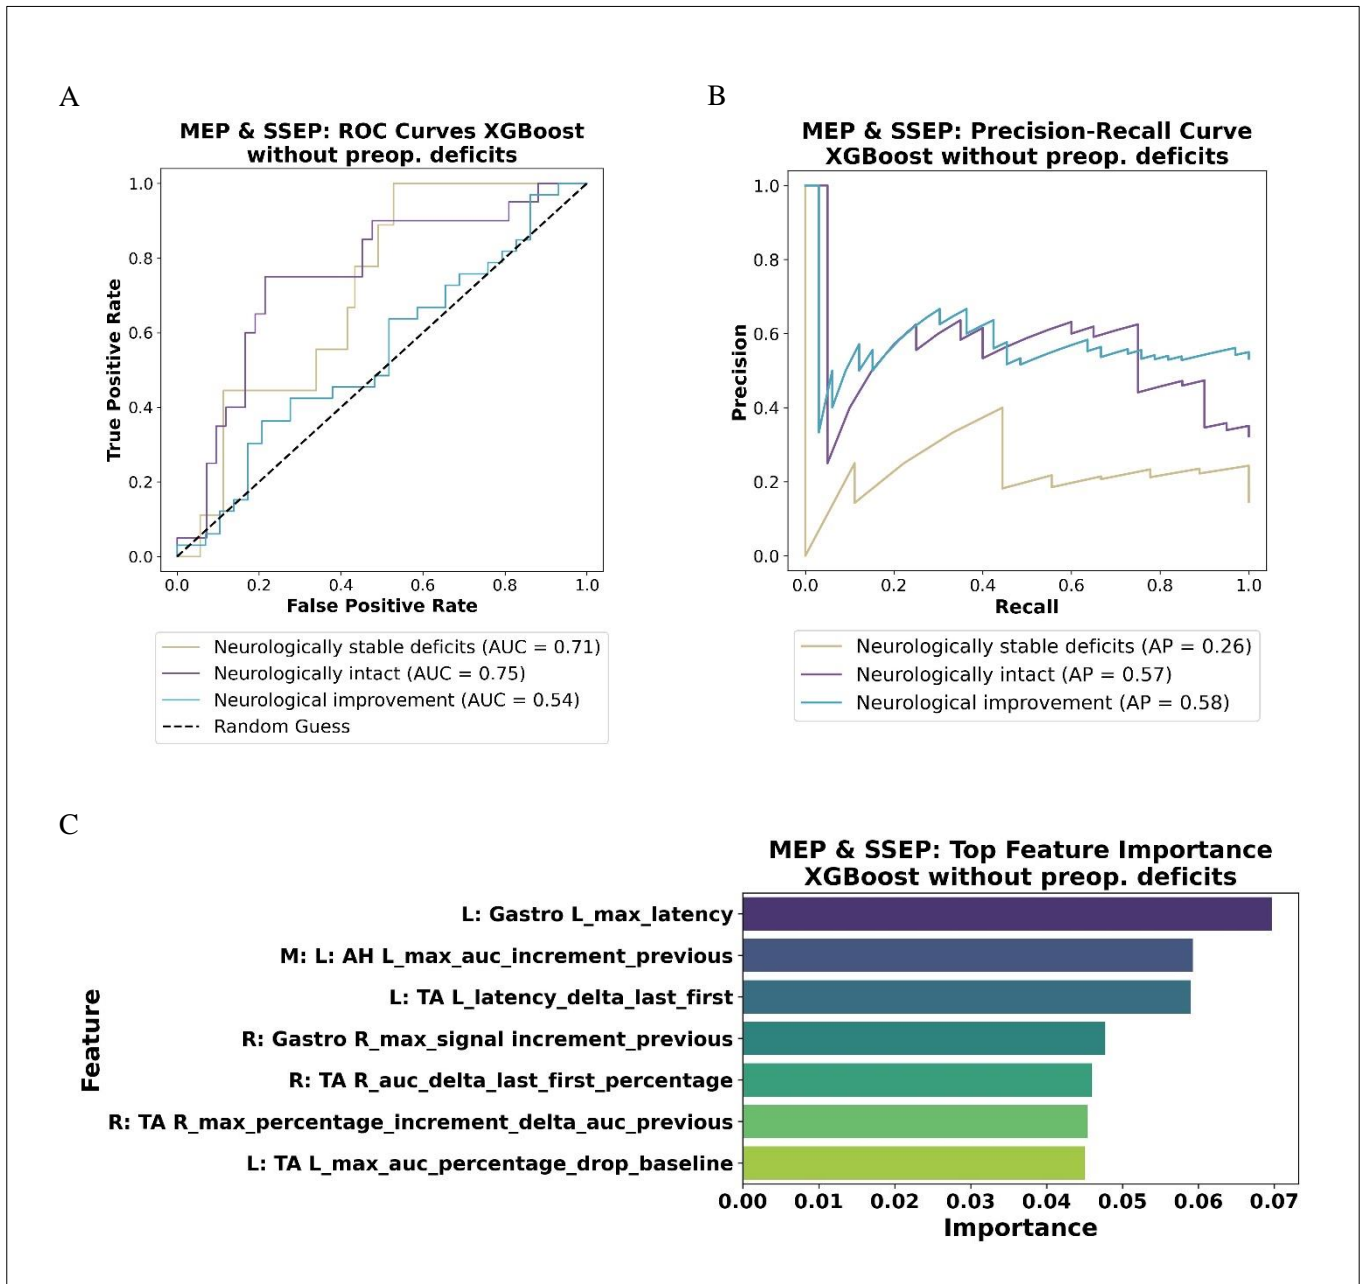 A
MEP & SSEP: ROC Curves XGBoost
without preop. deficits
True Positive Rate
1.0
0.8
0.6
0.4
0.2
0.0
0.0 0.2 0.4 0.6 0.8 1.0
False Positive Rate
Neurologically stable deficits (AUC = 0.71)
Neurologically intact (AUC = 0.75)
Neurological improvement (AUC = 0.54)
Random Guess
B
MEP & SSEP: Precision-Recall Curve
XGBoost without preop. deficits
Precision
1.0
0.8
0.6
0.4
0.2
0.0
0.0 0.2 0.4 0.6 0.8 1.0
Recall
Neurologically stable deficits (AP = 0.26)
Neurologically intact (AP = 0.57)
Neurological improvement (AP = 0.58)
C
MEP & SSEP: Top Feature Importance
XGBoost without preop. deficits
Feature
L: Gastro L_max_latency
M: L: AH L_max_auc_increment_previous
L: TA L_latency_delta_last_first
R: Gastro R_max_signal increment_previous
R: TA R_auc_delta_last_first_percentage
R: TA R_max_percentage_increment_delta_auc_previous
L: TA L_max_auc_percentage_drop_baseline
0.00 0.01 0.02 0.03 0.04 0.05 0.06 0.07
Importance